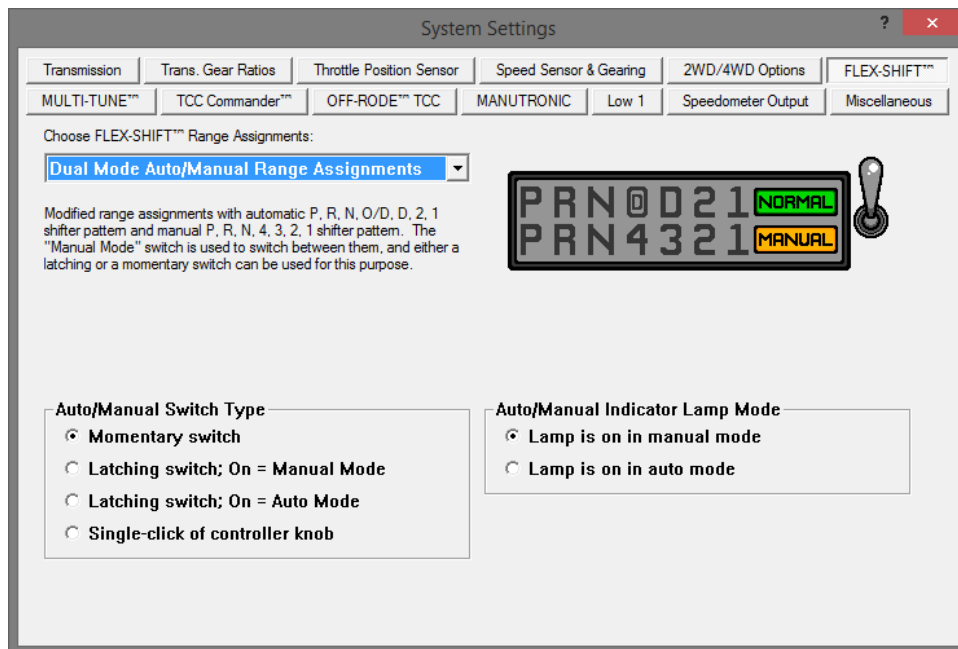 System Settings
? ×
Transmission Trans. Gear Ratios Throttle Position Sensor Speed Sensor & Gearing 2WD/4WD Options FLEX-SHIFT™
MULTI-TUNE™ TCC Commander™ OFF-RODE™ TCC MANUTRONIC Low 1 Speedometer Output Miscellaneous
Choose FLEX-SHIFT™ Range Assignments:
Dual Mode Auto/Manual Range Assignments
Modified range assignments with automatic P, R, N, O/D, D, 2, 1
shifter pattern and manual P, R, N, 4, 3, 2, 1 shifter pattern. The
"Manual Mode" switch is used to switch between them, and either a
latching or a momentary switch can be used for this purpose.
P R N D D 2 1 NORMAL
P R N 4 3 2 1 MANUAL
Auto/Manual Switch Type
Momentary switch
Latching switch; On = Manual Mode
Latching switch; On = Auto Mode
Single-click of controller knob
Auto/Manual Indicator Lamp Mode
Lamp is on in manual mode
Lamp is on in auto mode